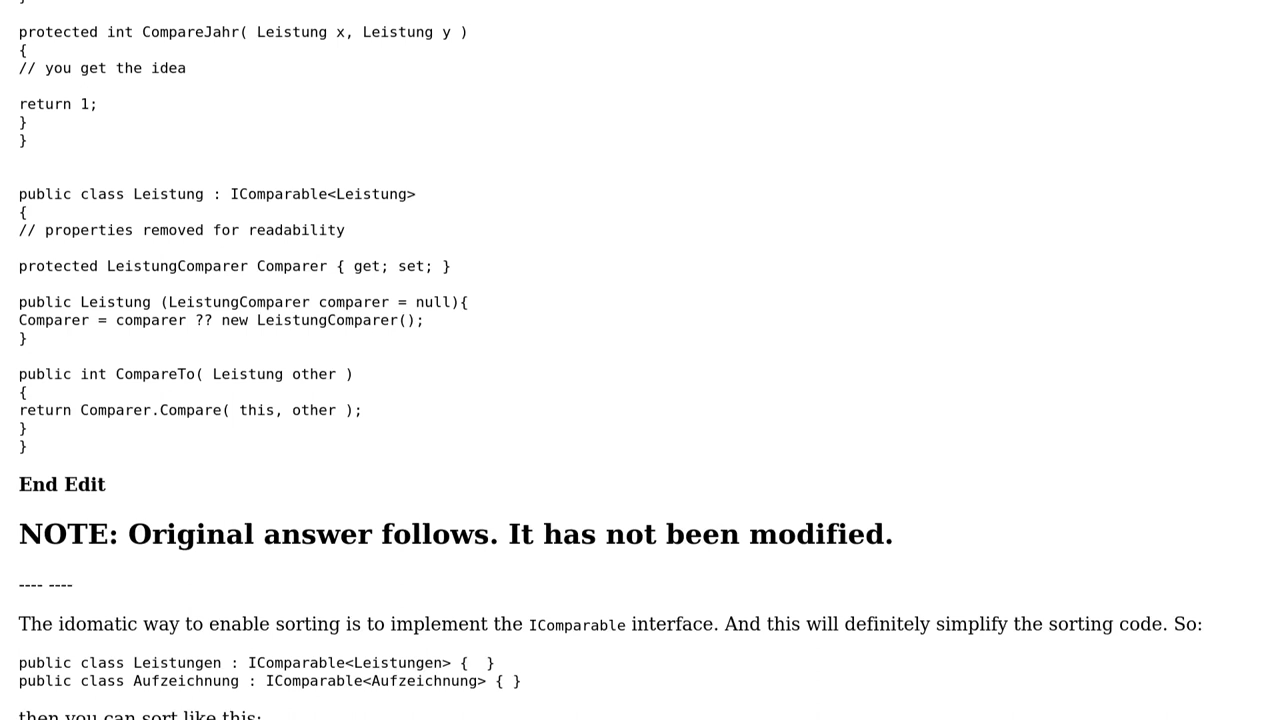 }
protected int CompareJahr( Leistung x, Leistung y )
{
// you get the idea
return 1;
}
}
public class Leistung : IComparable<Leistung>
{
// properties removed for readability
protected LeistungComparer Comparer { get; set; }
public Leistung (LeistungComparer comparer = null){
Comparer = comparer ?? new LeistungComparer();
}
public int CompareTo( Leistung other )
{
return Comparer.Compare( this, other );
}
}
End Edit
NOTE: Original answer follows. It has not been modified.
---- ----
The idomatic way to enable sorting is to implement the IComparable interface. And this will definitely simplify the sorting code. So:
public class Leistungen : IComparable<Leistungen> {  }
public class Aufzeichnung : IComparable<Aufzeichnung> { }
then you can sort like this: